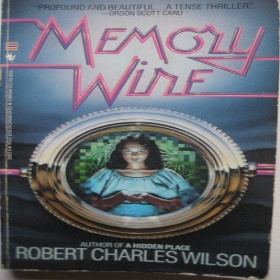 "PROFOUND AND BEAUTIFUL...A TENSE THRILLER."
—ORSON SCOTT CARD
MEMORY
WIRE
AUTHOR OF A HIDDEN PLACE
ROBERT CHARLES WILSON